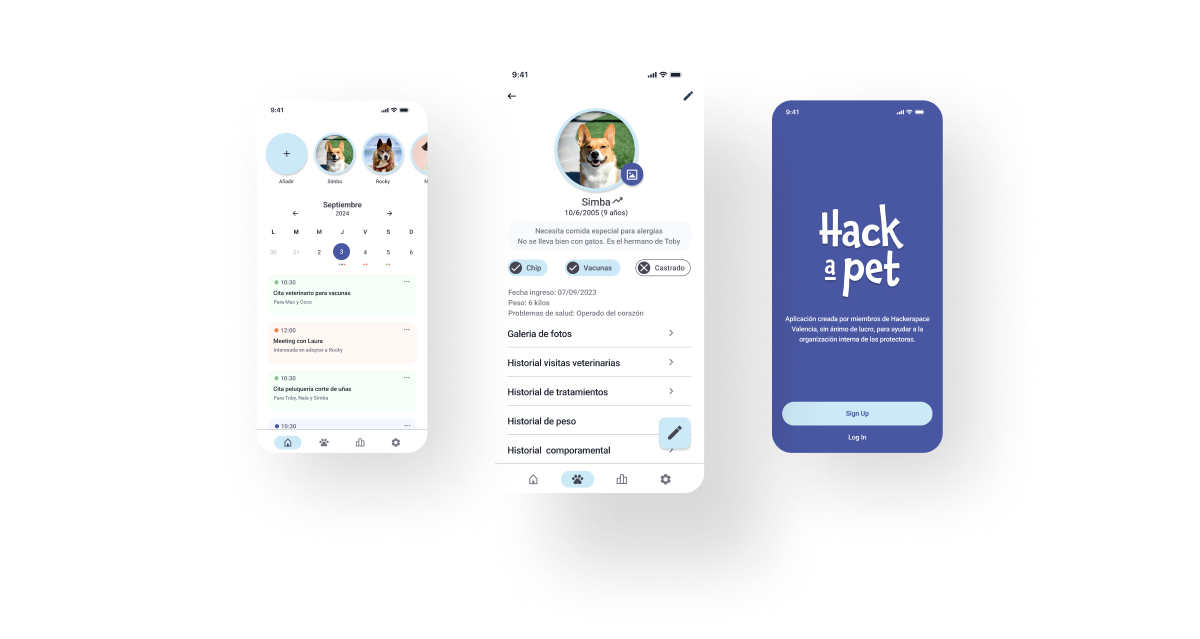 9:41
Añadir
Simba
Rocky
N
Septiembre
2024
L M M J V S D
30 31 2 3 4 5 6
10:30
Cita veterinario para vacunas
Para Max y Coco
12:00
Meeting con Laura
Interesada en adoptar a Rocky
10:30
Cita peluquería corte de uñas
Para Toby, Nala y Simba
10:30
9:41
Simba
10/6/2005 (9 años)
Necesita comida especial para alergias
No se lleva bien con gatos. Es el hermano de Toby
Chip
Vacunas
Castrado
Fecha ingreso: 07/09/2023
Peso: 6 kilos
Problemas de salud: Operado del corazón
Galeria de fotos
Historial visitas veterinarias
Historial de tratamientos
Historial de peso
Historial comporamental
9:41
Hack
a pet
Aplicación creada por miembros de Hackerspace
Valencia, sin ánimo de lucro, para ayudar a la
organización interna de las protectoras.
Sign Up
Log In